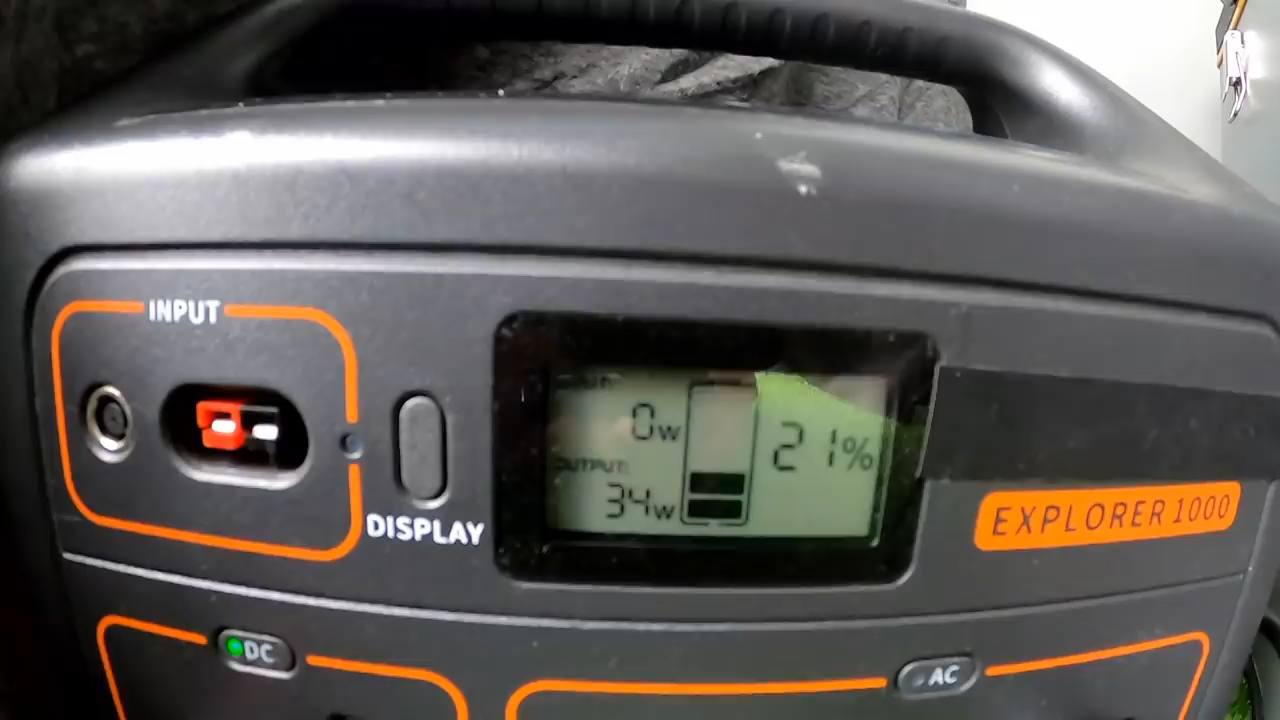 INPUT
DISPLAY
INPUT
0w
OUTPUT
34w
21%
EXPLORER 1000
DC
AC